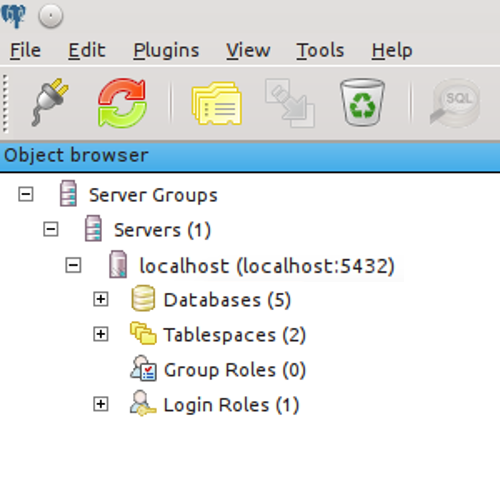 File Edit Plugins View Tools Help
SQL
Object browser
Server Groups
Servers (1)
localhost (localhost:5432)
Databases (5)
Tablespaces (2)
Group Roles (0)
Login Roles (1)